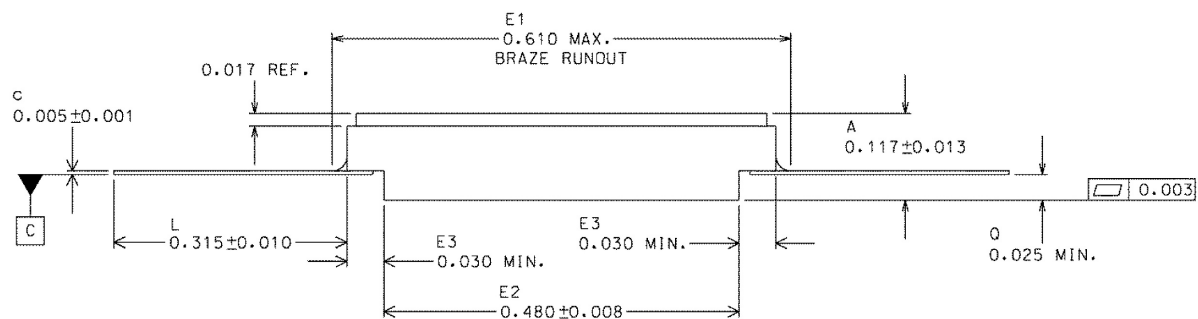 E1
0.610 MAX.
BRAZE RUNOUT
0.017 REF.
c
0.005±0.001
A
0.117±0.013
0.003
C
L
0.315±0.010
E3
0.030 MIN.
E3
0.030 MIN.
Q
0.025 MIN.
E2
0.480±0.008